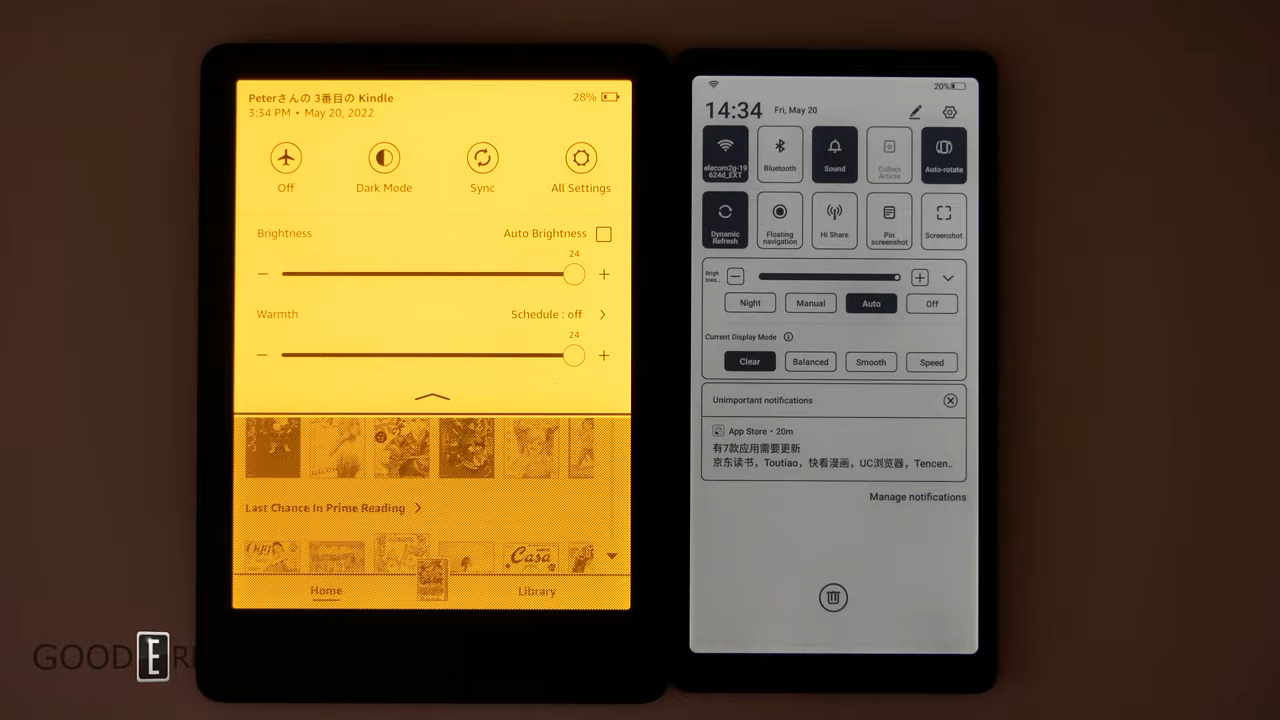 Peterさんの 3番目の Kindle
28%
3:34 PM • May 20, 2022
Off
Dark Mode
Sync
All Settings
Brightness
Auto Brightness
24
Warmth
Schedule : off
24
Last Chance In Prime Reading
Casa
Home
Library
20%
14:34
Fri, May 20
elecom2g-19
624d_EXT
Bluetooth
Sound
Collect
Article
Auto-rotate
Dynamic
Refresh
Floating
navigation
Hi Share
Pin
screenshot
Screenshot
Brigh
tnes..
Night
Manual
Auto
Off
Current Display Mode
Clear
Balanced
Smooth
Speed
Unimportant notifications
App Store • 20m
有7款应用需要更新
京东读书，Toutiao，快看漫画，UC浏览器，Tencen..
Manage notifications
GOOD E R